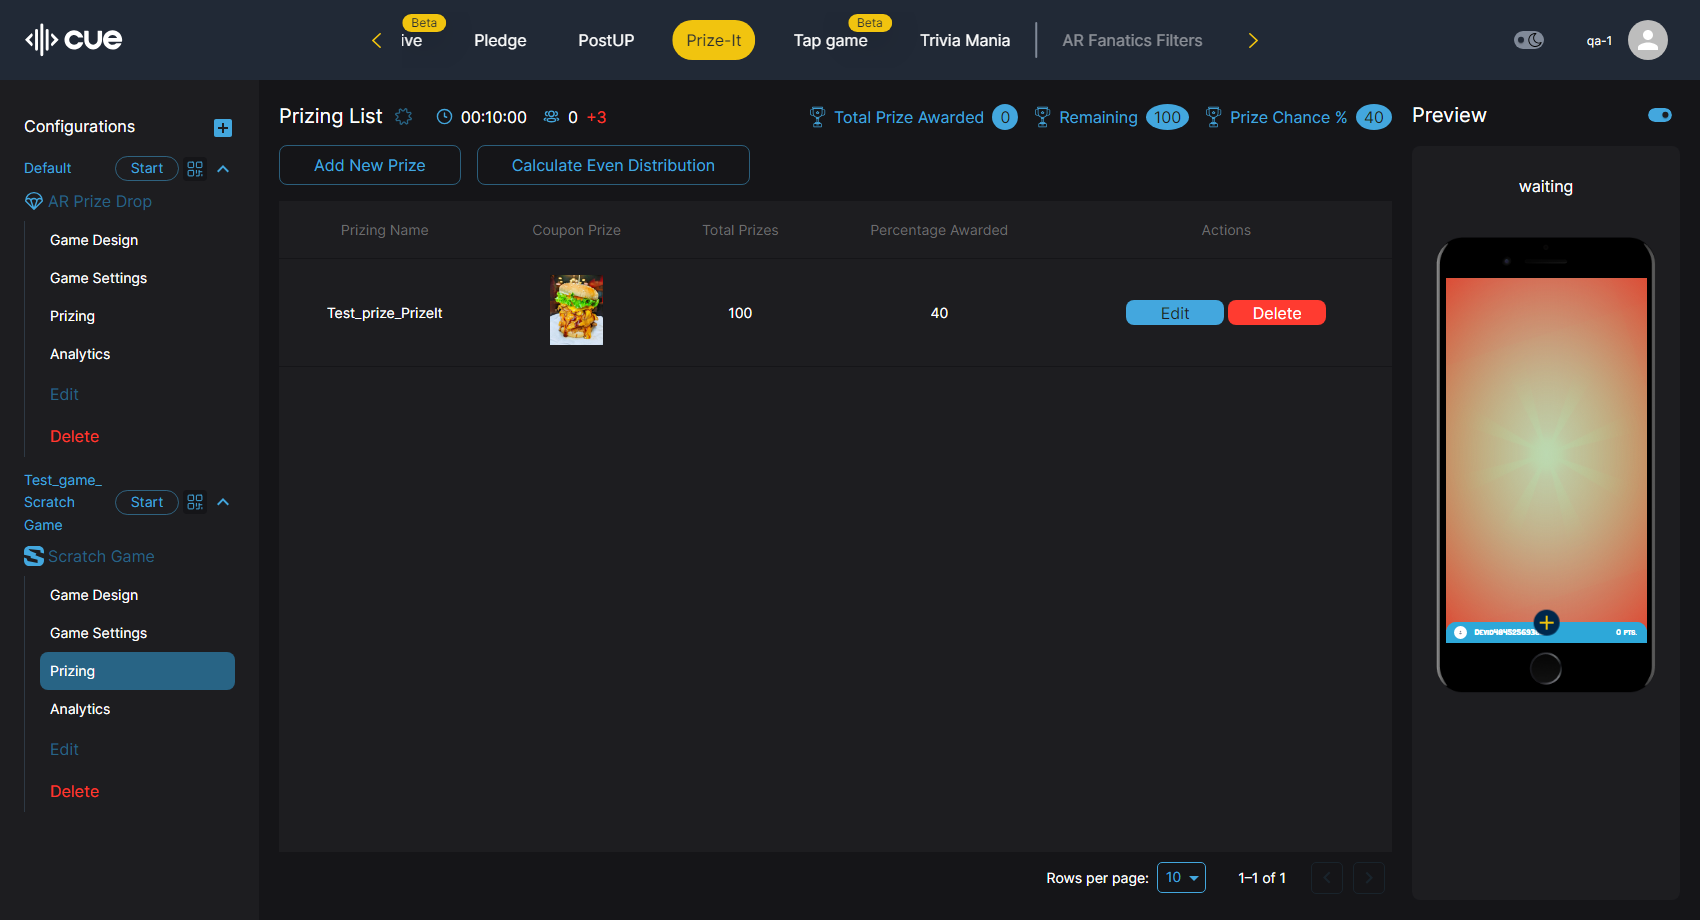 cue
Beta
ive
Pledge
PostUP
Prize-It
Beta
Tap game
Trivia Mania
AR Fanatics Filters
qa-1
Configurations
Default
Start
AR Prize Drop
Game Design
Game Settings
Prizing
Analytics
Edit
Delete
Test_game_
Scratch
Game
Start
Scratch Game
Game Design
Game Settings
Prizing
Analytics
Edit
Delete
Prizing List
00:10:00
0 +3
Total Prize Awarded 0
Remaining 100
Prize Chance % 40
Add New Prize
Calculate Even Distribution
Prizing Name Coupon Prize Total Prizes Percentage Awarded Actions
Test_prize_PrizeIt 100 40 Edit Delete
Rows per page: 10 1–1 of 1
Preview
waiting
0 PTS.